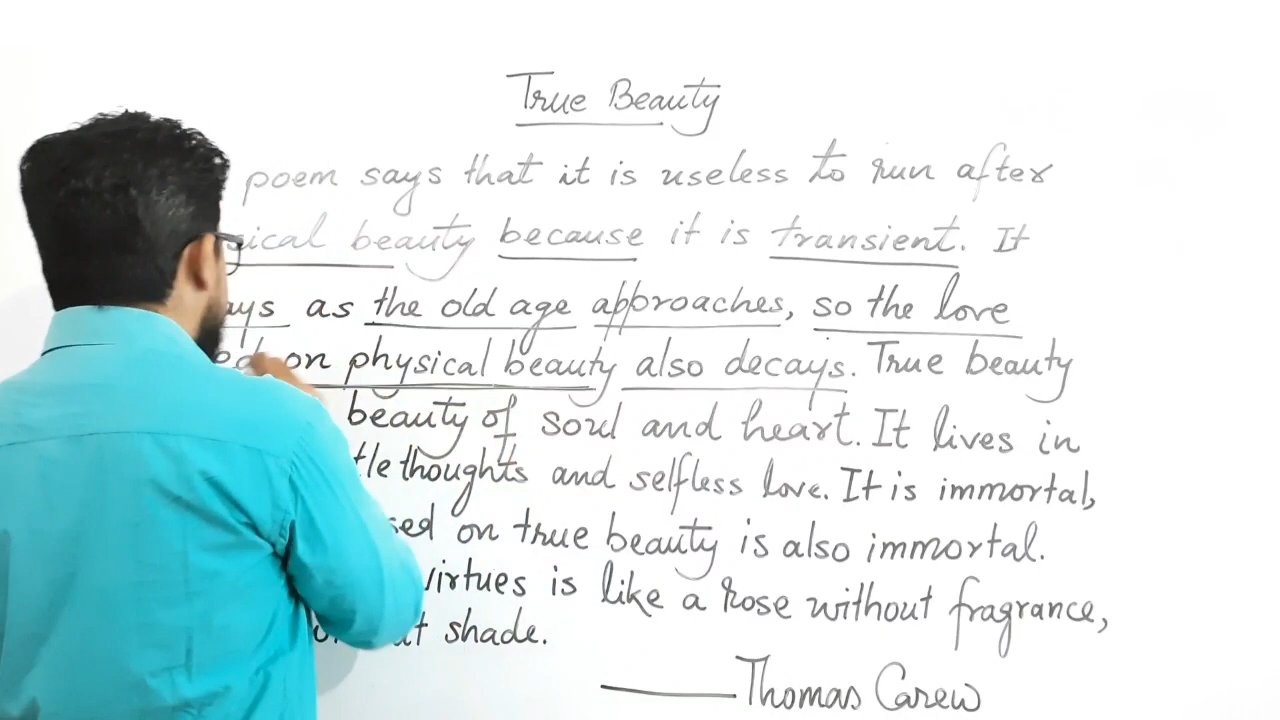 True Beauty
poem says that it is useless to run after
sical beauty because it is transient. It
ays as the old age approaches, so the love
ed on physical beauty also decays. True beauty
beauty of soul and heart. It lives in
tle thoughts and selfless love. It is immortal,
sed on true beauty is also immortal.
virtues is like a rose without fragrance,
shade.
Thomas Carew